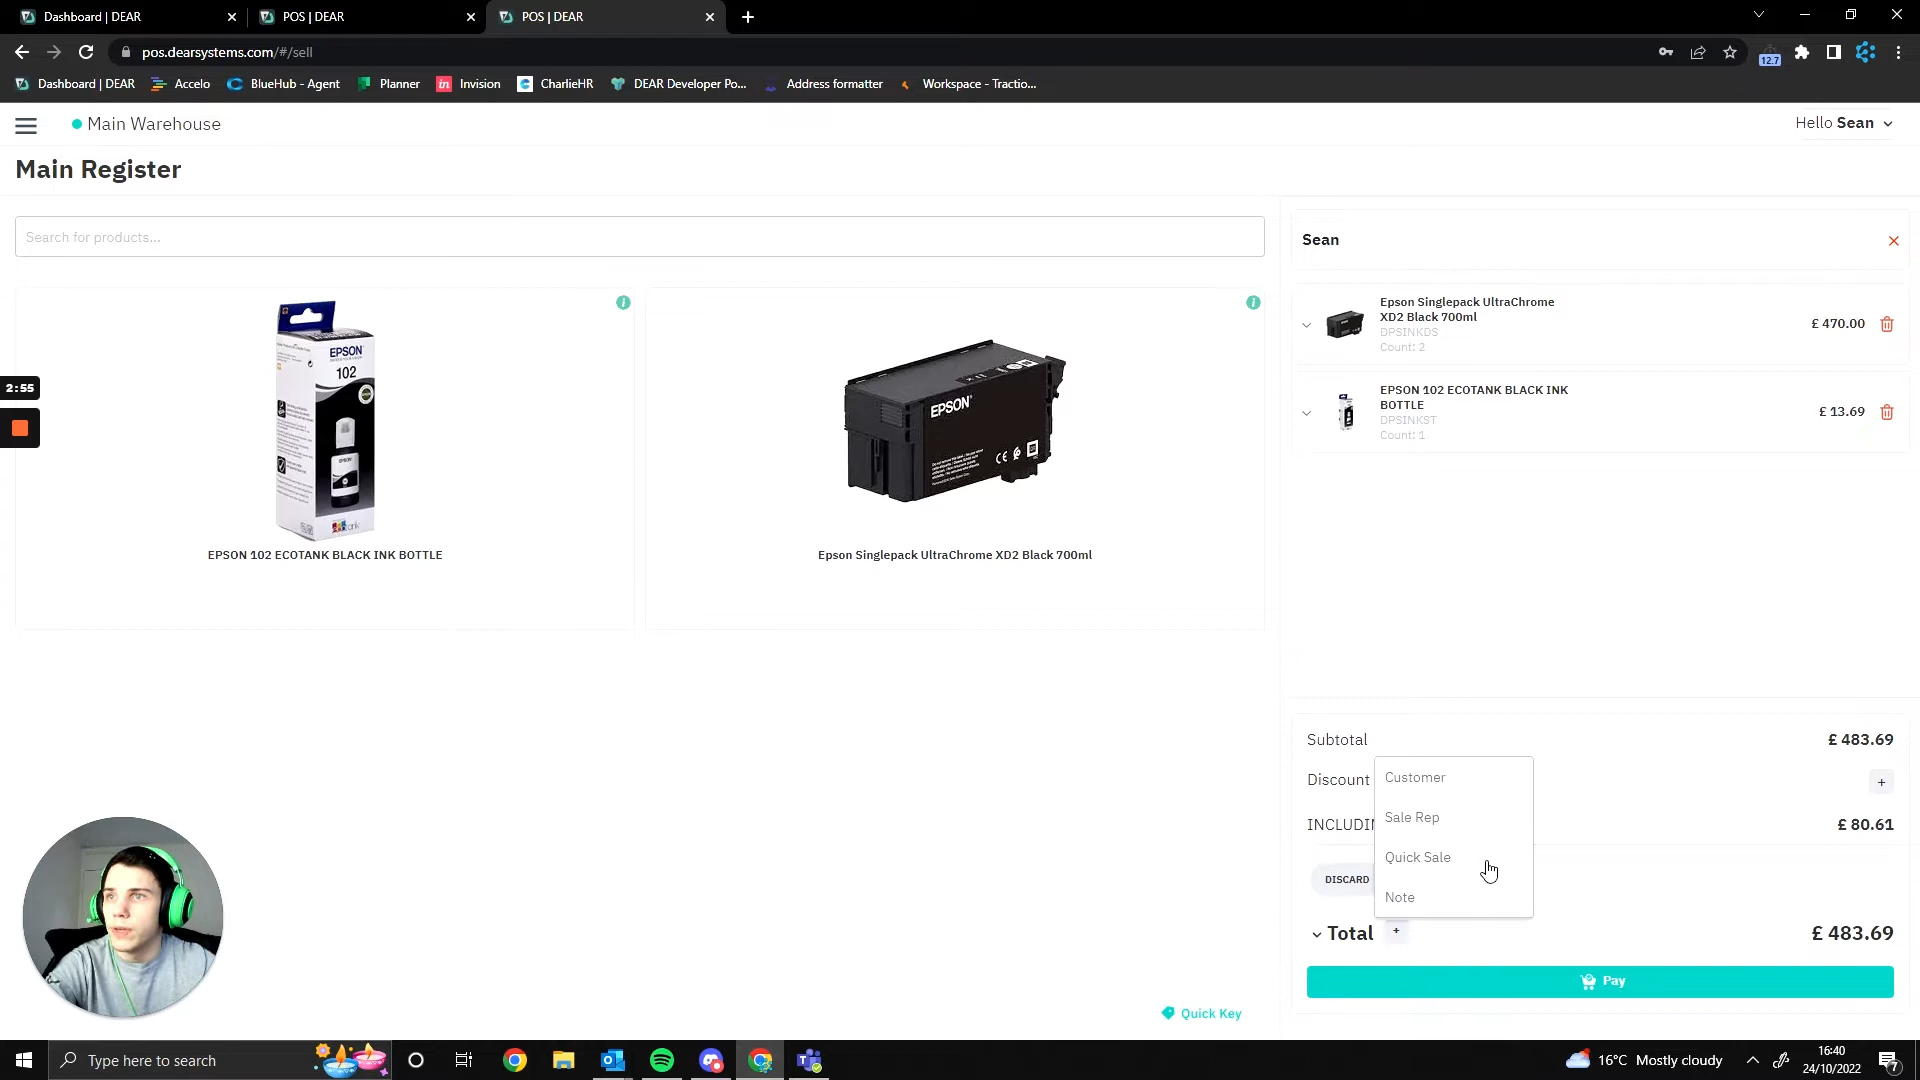 Dashboard | DEAR
POS | DEAR
POS | DEAR
pos.dearsystems.com/#/sell
12.7
Dashboard | DEAR
Accelo
BlueHub - Agent
Planner
in
Invision
CharlieHR
DEAR Developer Po...
Address formatter
Workspace - Tractio...
Main Warehouse
Hello Sean
Main Register
Search for products...
Sean
Epson Singlepack UltraChrome
XD2 Black 700ml
DPSINKDS
Count: 2
£ 470.00
EPSON 102 ECOTANK BLACK INK
BOTTLE
DPSINKST
Count: 1
£ 13.69
EPSON
102
EPSON
EPSON 102 ECOTANK BLACK INK BOTTLE
Epson Singlepack UltraChrome XD2 Black 700ml
2:55
Subtotal
£ 483.69
Discount
+
£ 80.61
Customer
Sale Rep
Quick Sale
Note
DISCARD
Total
+
£ 483.69
Pay
Quick Key
Type here to search
16°C Mostly cloudy
16:40
24/10/2022
7